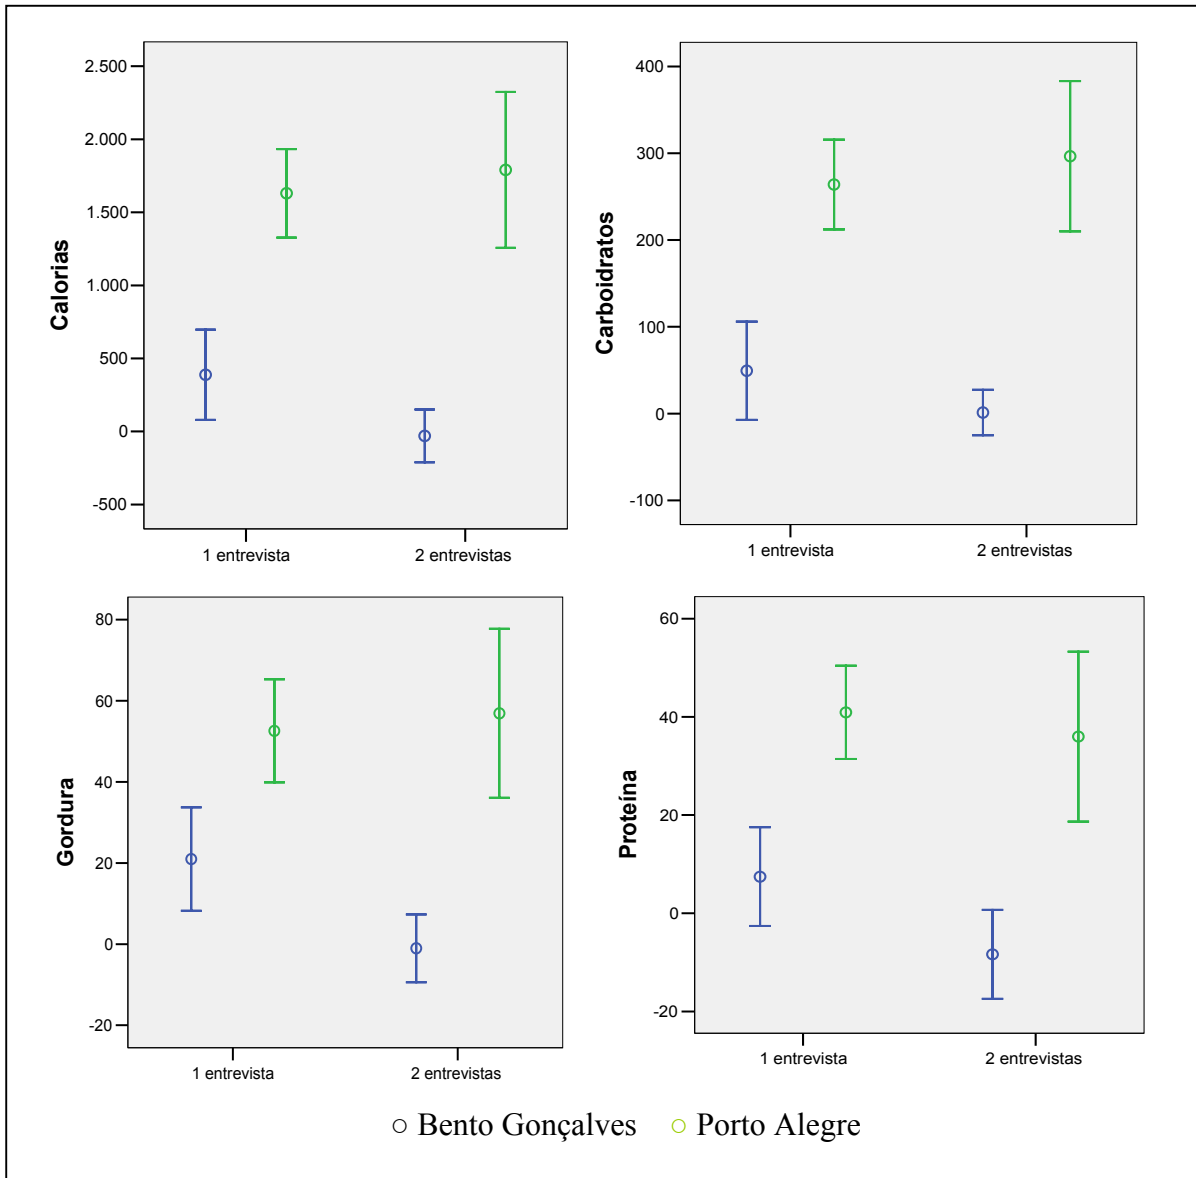 Calorias
2.500
2.000
1.500
1.000
500
0
-500
1 entrevista
2 entrevistas
Carboidratos
400
300
200
100
0
-100
1 entrevista
2 entrevistas
Gordura
80
60
40
20
0
-20
1 entrevista
2 entrevistas
Proteína
60
40
20
0
-20
1 entrevista
2 entrevistas
Bento Gonçalves
Porto Alegre